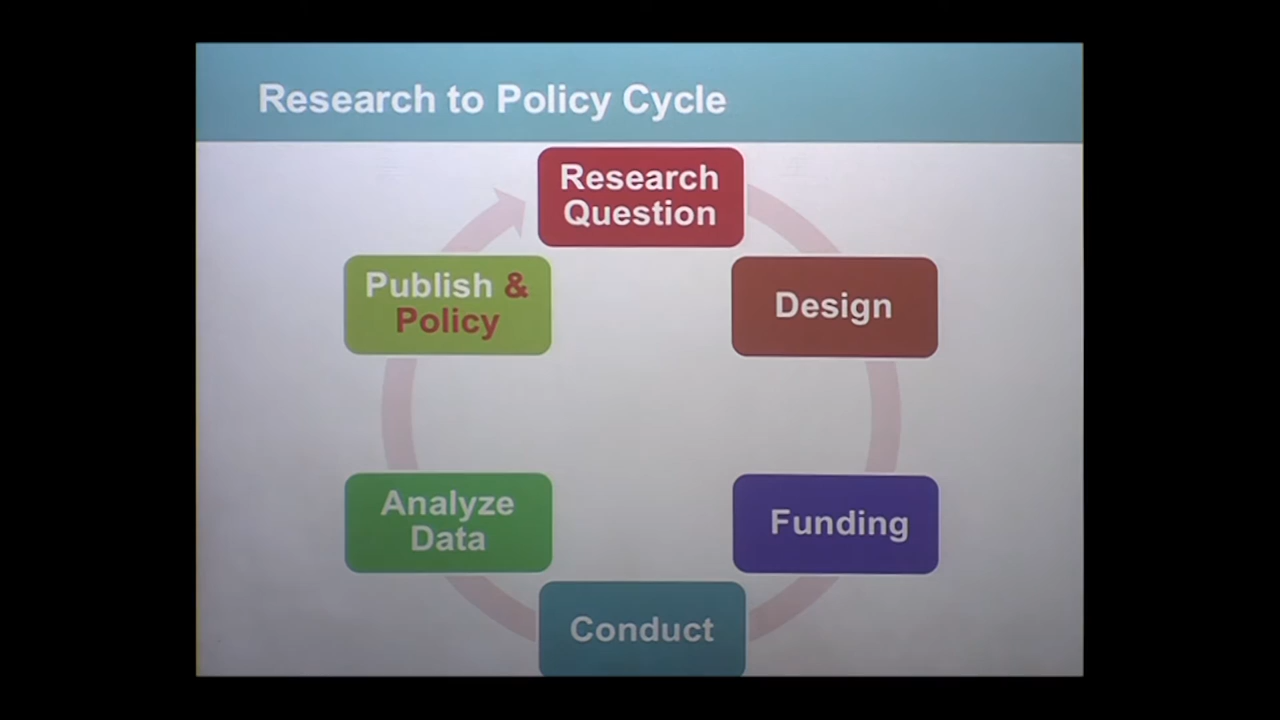 Research to Policy Cycle
Research
Question
Design
Funding
Conduct
Analyze
Data
Publish &
Policy